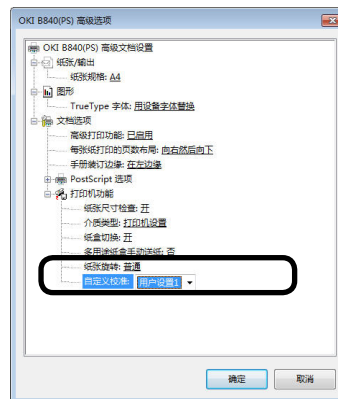 OKI B840(PS) 高级选项
OKI B840(PS) 高级文档设置
纸张/输出
纸张规格: A4
图形
TrueType 字体: 用设备字体替换
文档选项
高级打印功能: 已启用
每张纸打印的页数布局: 向右然后向下
手册装订边缘: 在左边缘
PostScript 选项
打印机功能
纸张尺寸检查: 开
介质类型: 打印机设置
纸盒切换: 开
多用途纸盒手动送纸: 否
纸张旋转: 普通
自定义校准: 用户设置1
确定 取消